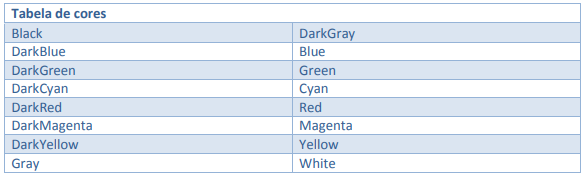 Tabela de cores
Black DarkGray
DarkBlue Blue
DarkGreen Green
DarkCyan Cyan
DarkRed Red
DarkMagenta Magenta
DarkYellow Yellow
Gray White